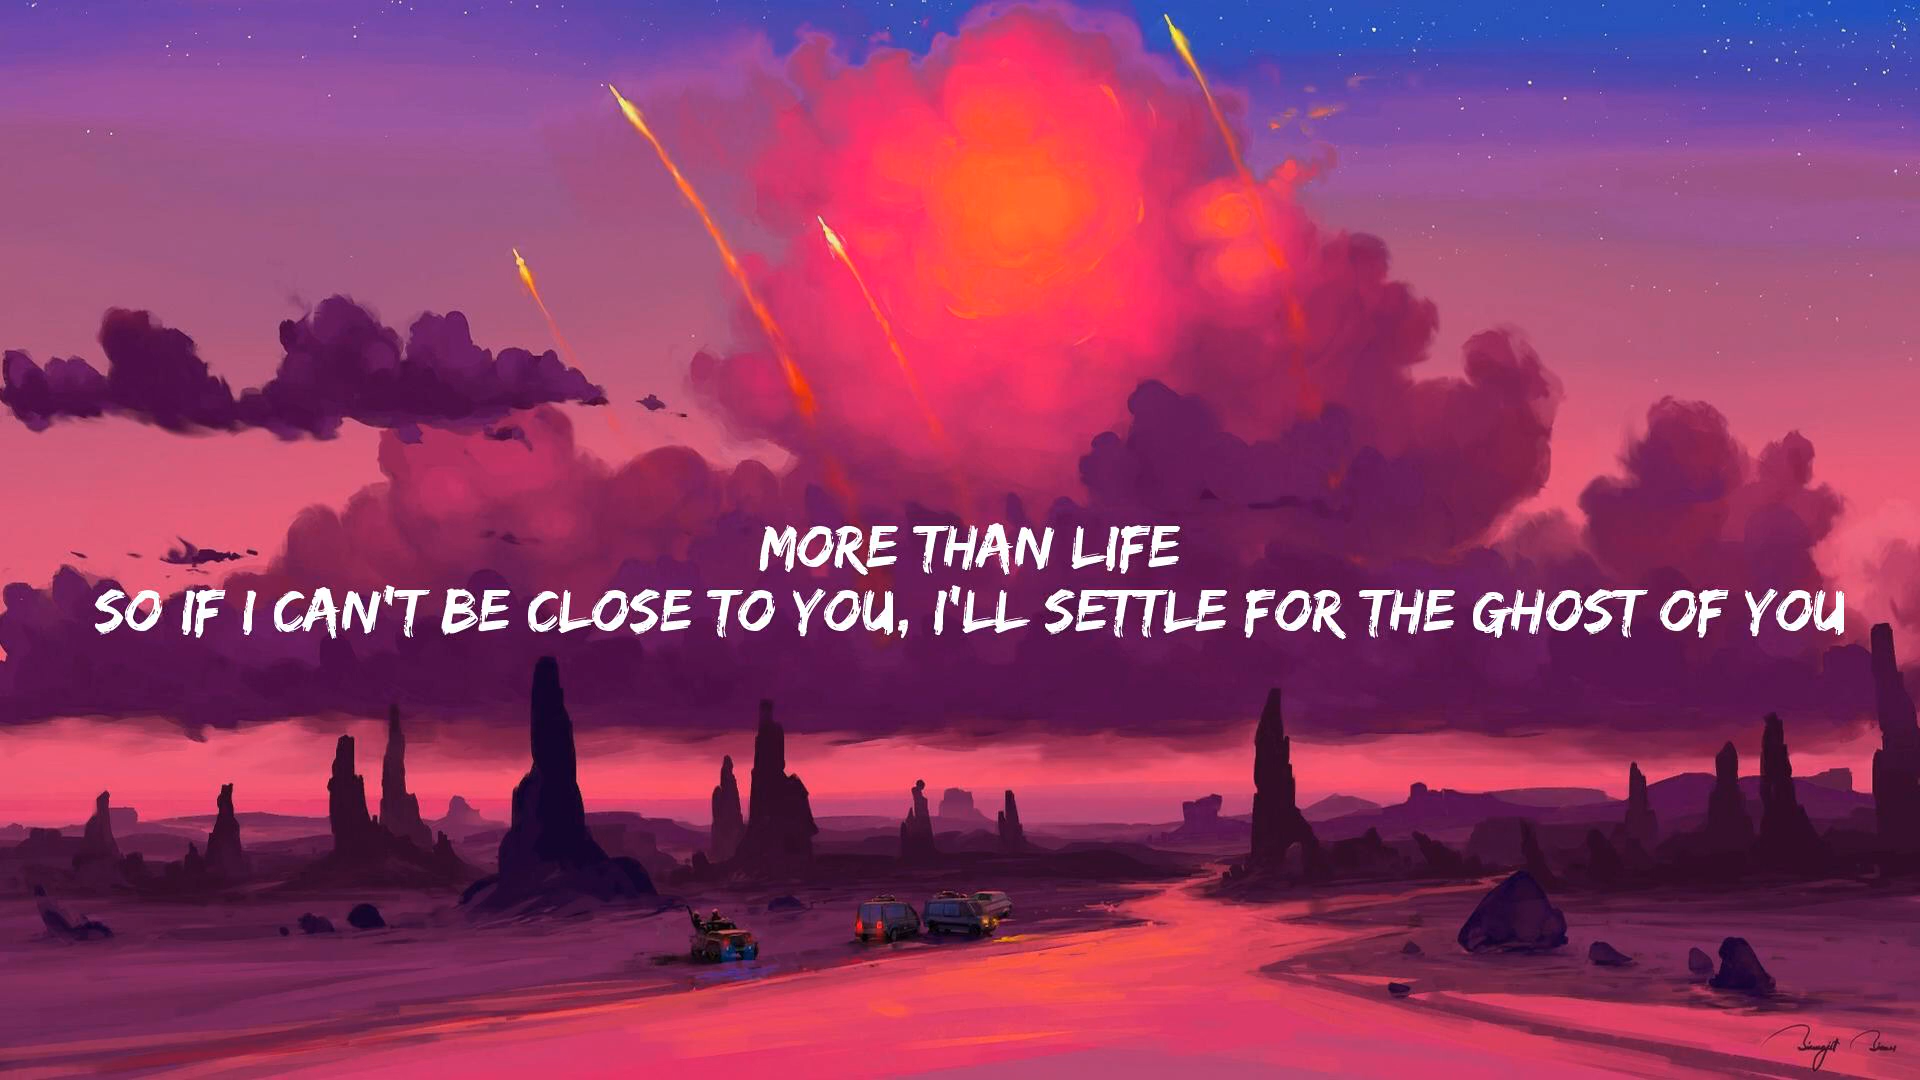 MORE THAN LIFE
SO IF I CAN'T BE CLOSE TO YOU, I'LL SETTLE FOR THE GHOST OF YOU